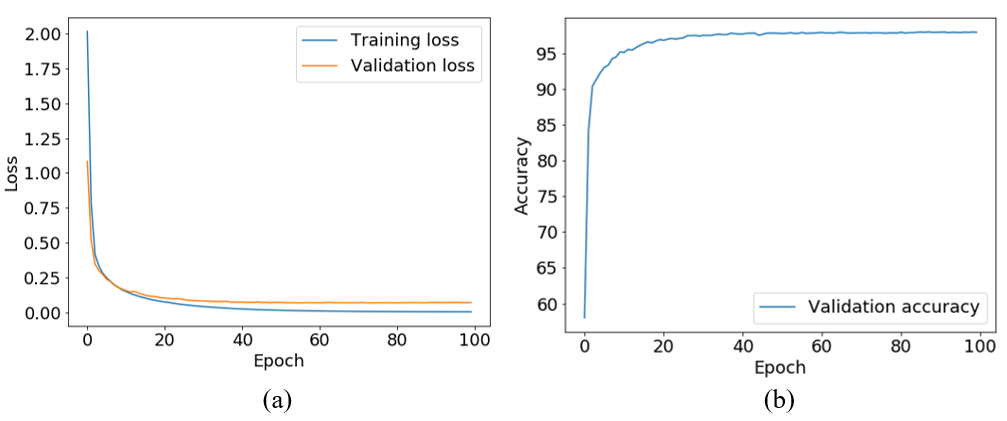 2.00
1.75
1.50
1.25
1.00
0.75
0.50
0.25
0.00
Loss
Training loss
Validation loss
0 20 40 60 80 100
Epoch
(a)
95
90
85
80
75
70
65
60
Accuracy
Validation accuracy
0 20 40 60 80 100
Epoch
(b)